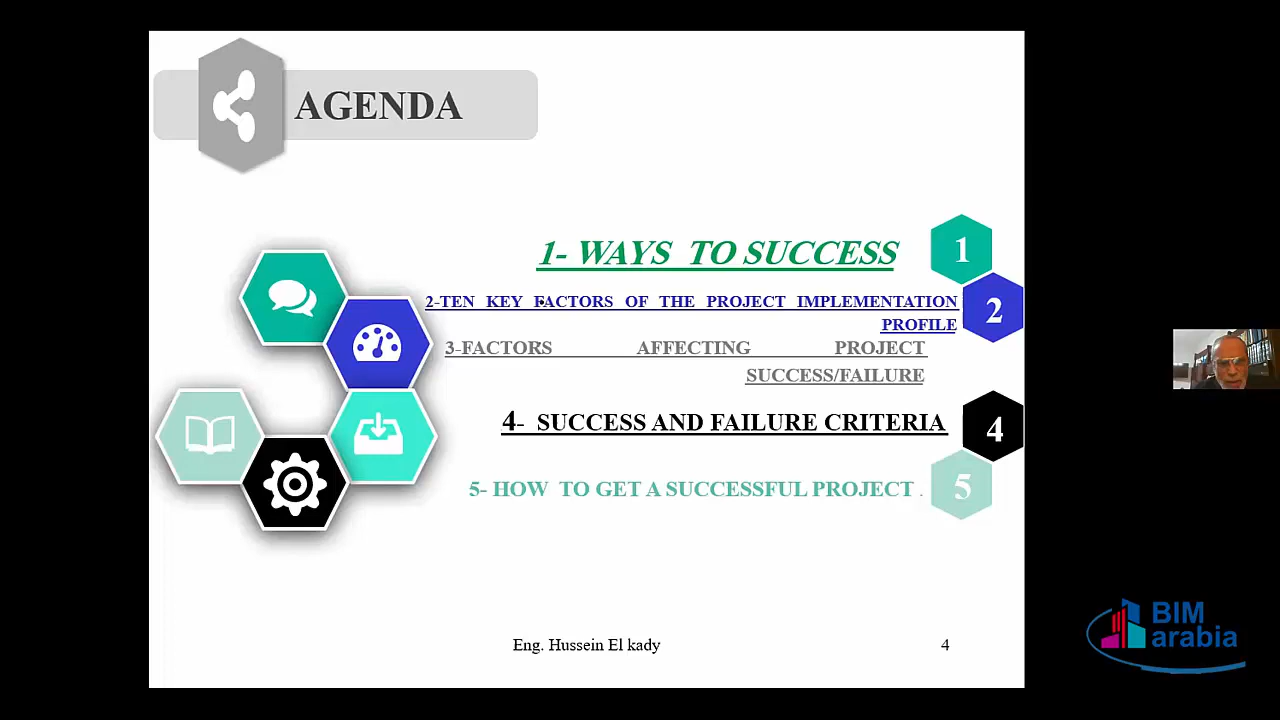 AGENDA
1- WAYS TO SUCCESS
1
2-TEN KEY FACTORS OF THE PROJECT IMPLEMENTATION
PROFILE
2
3-FACTORS AFFECTING PROJECT
SUCCESS/FAILURE
4- SUCCESS AND FAILURE CRITERIA
4
5- HOW TO GET A SUCCESSFUL PROJECT .
5
Eng. Hussein El kady
4
BIM
arabia